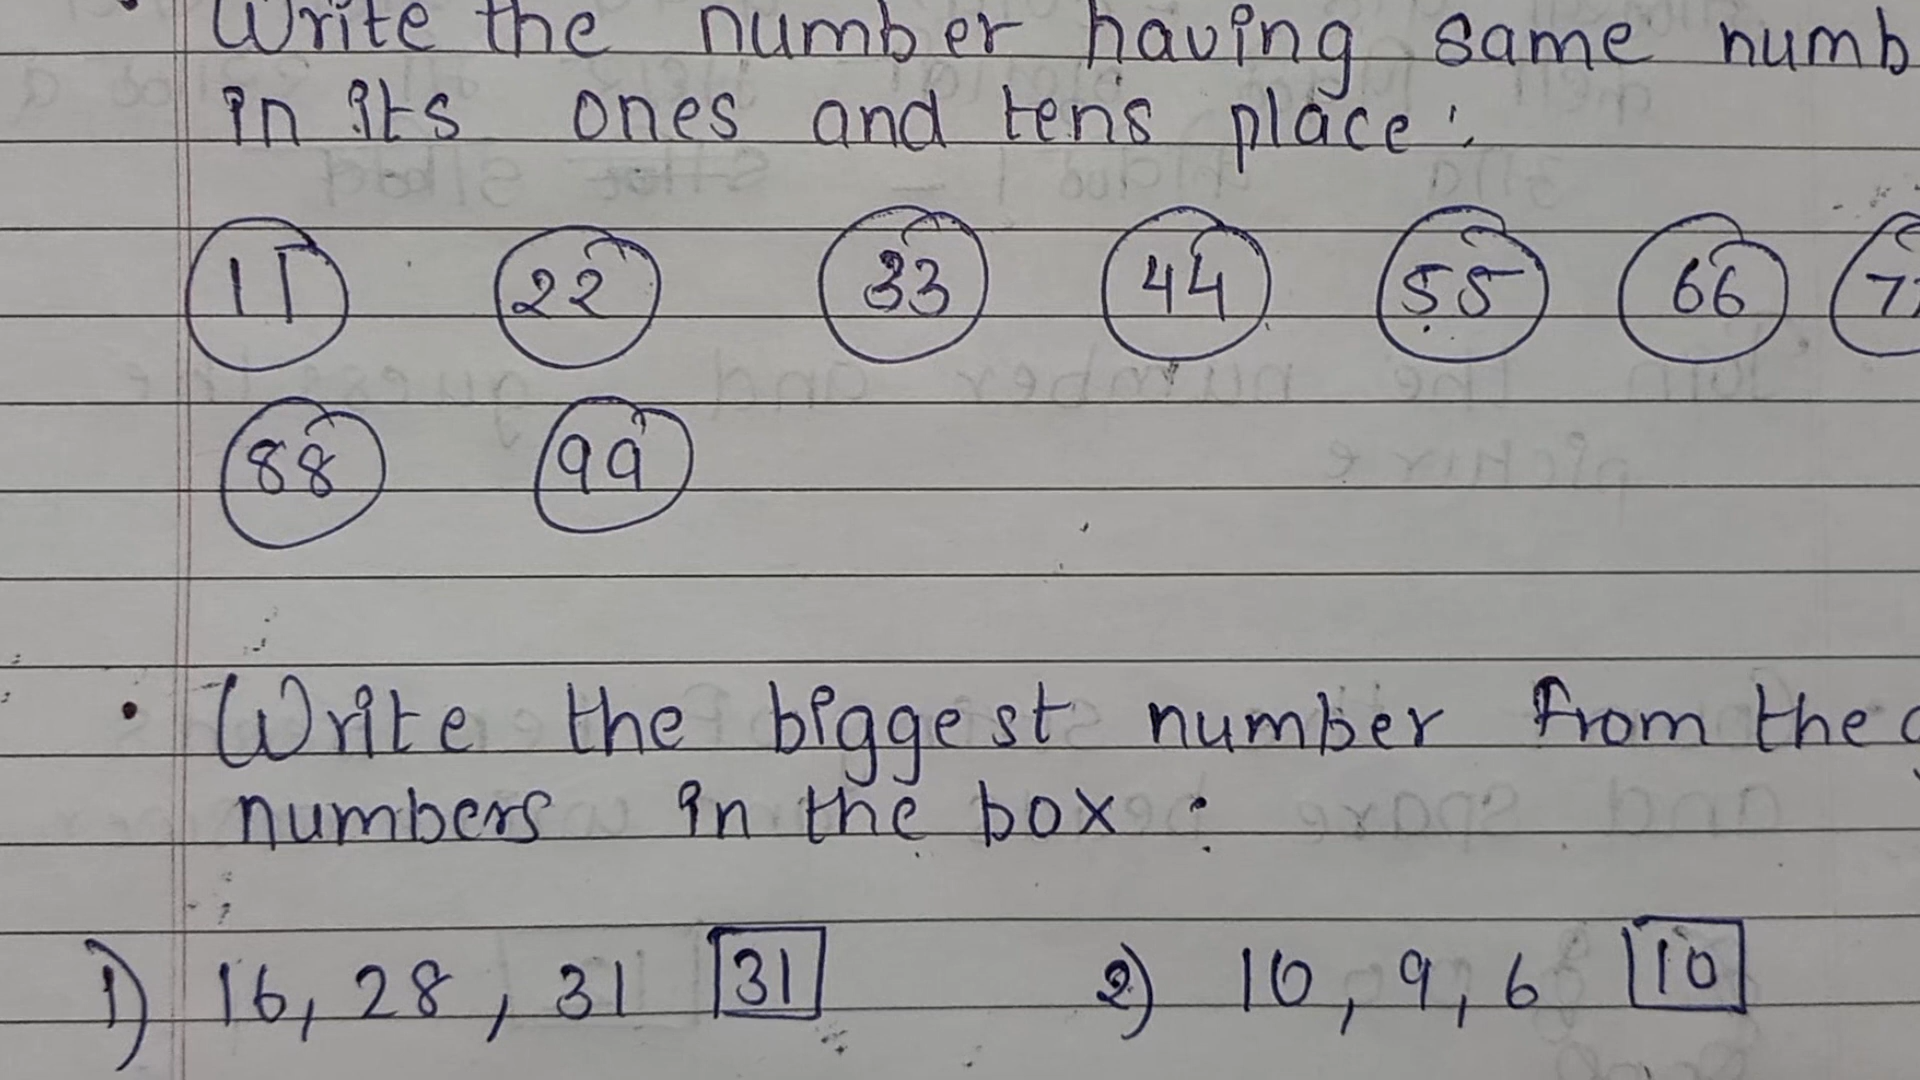 Write the number having same numb
in its ones and tens place:
11 22 33 44 55 66 7
88 99
• Write the biggest number from the g
numbers in the box:
1) 16, 28, 31 31 2) 10, 9, 6 10